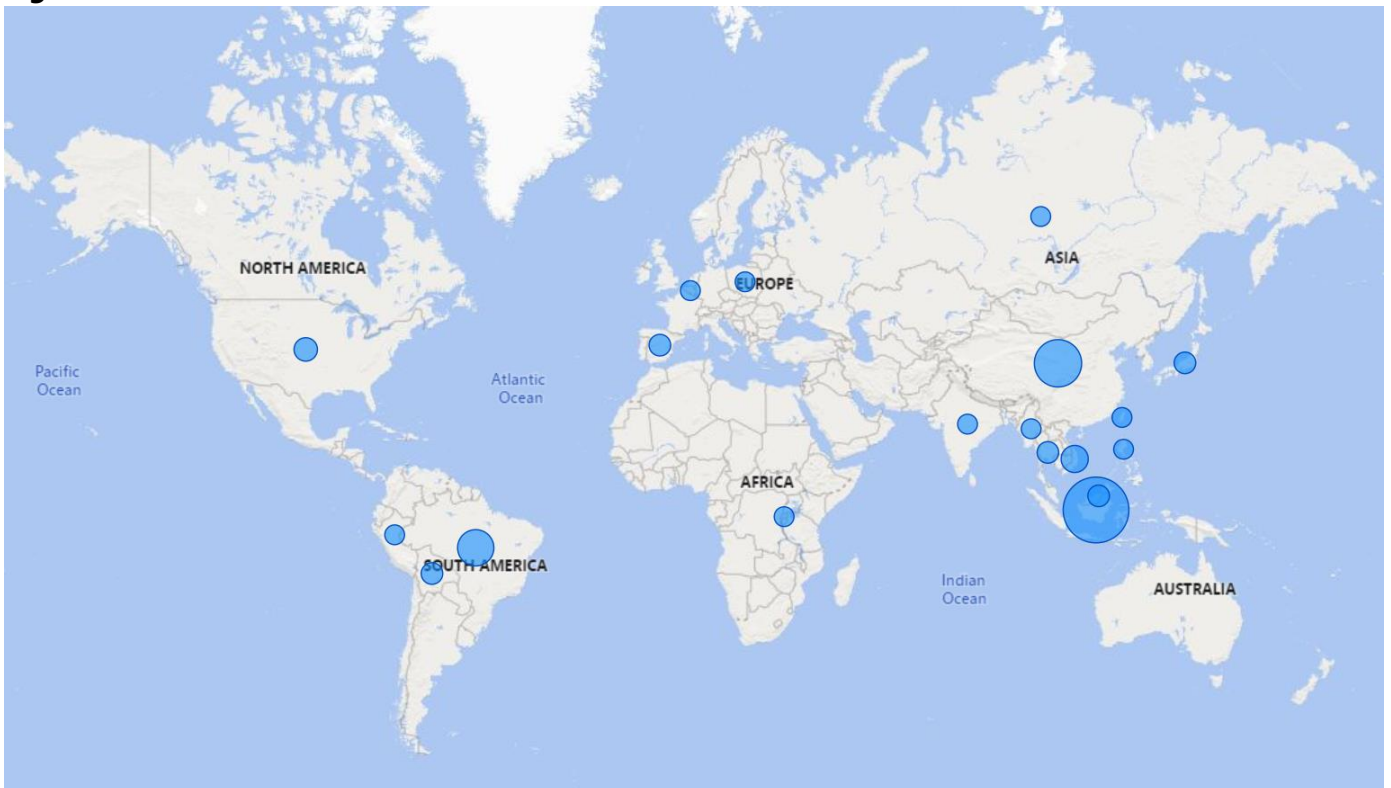 NORTH AMERICA
ASIA
EUROPE
Pacific
Ocean
Atlantic
Ocean
AFRICA
SOUTH AMERICA
Indian
Ocean
AUSTRALIA